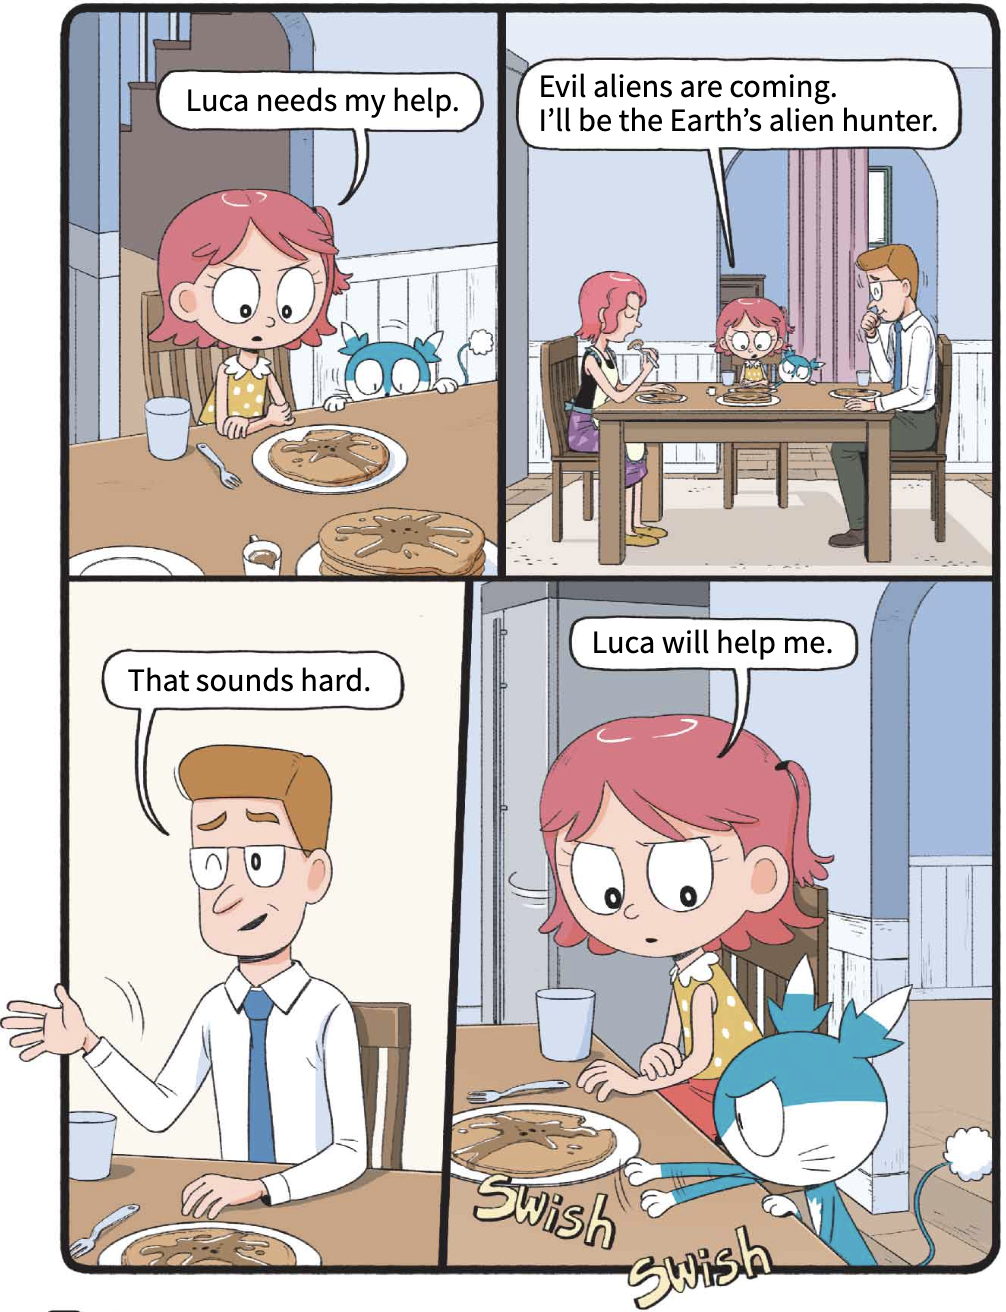 Luca needs my help.
Evil aliens are coming.
I'll be the Earth's alien hunter.
That sounds hard.
Luca will help me.
Swish
Swish